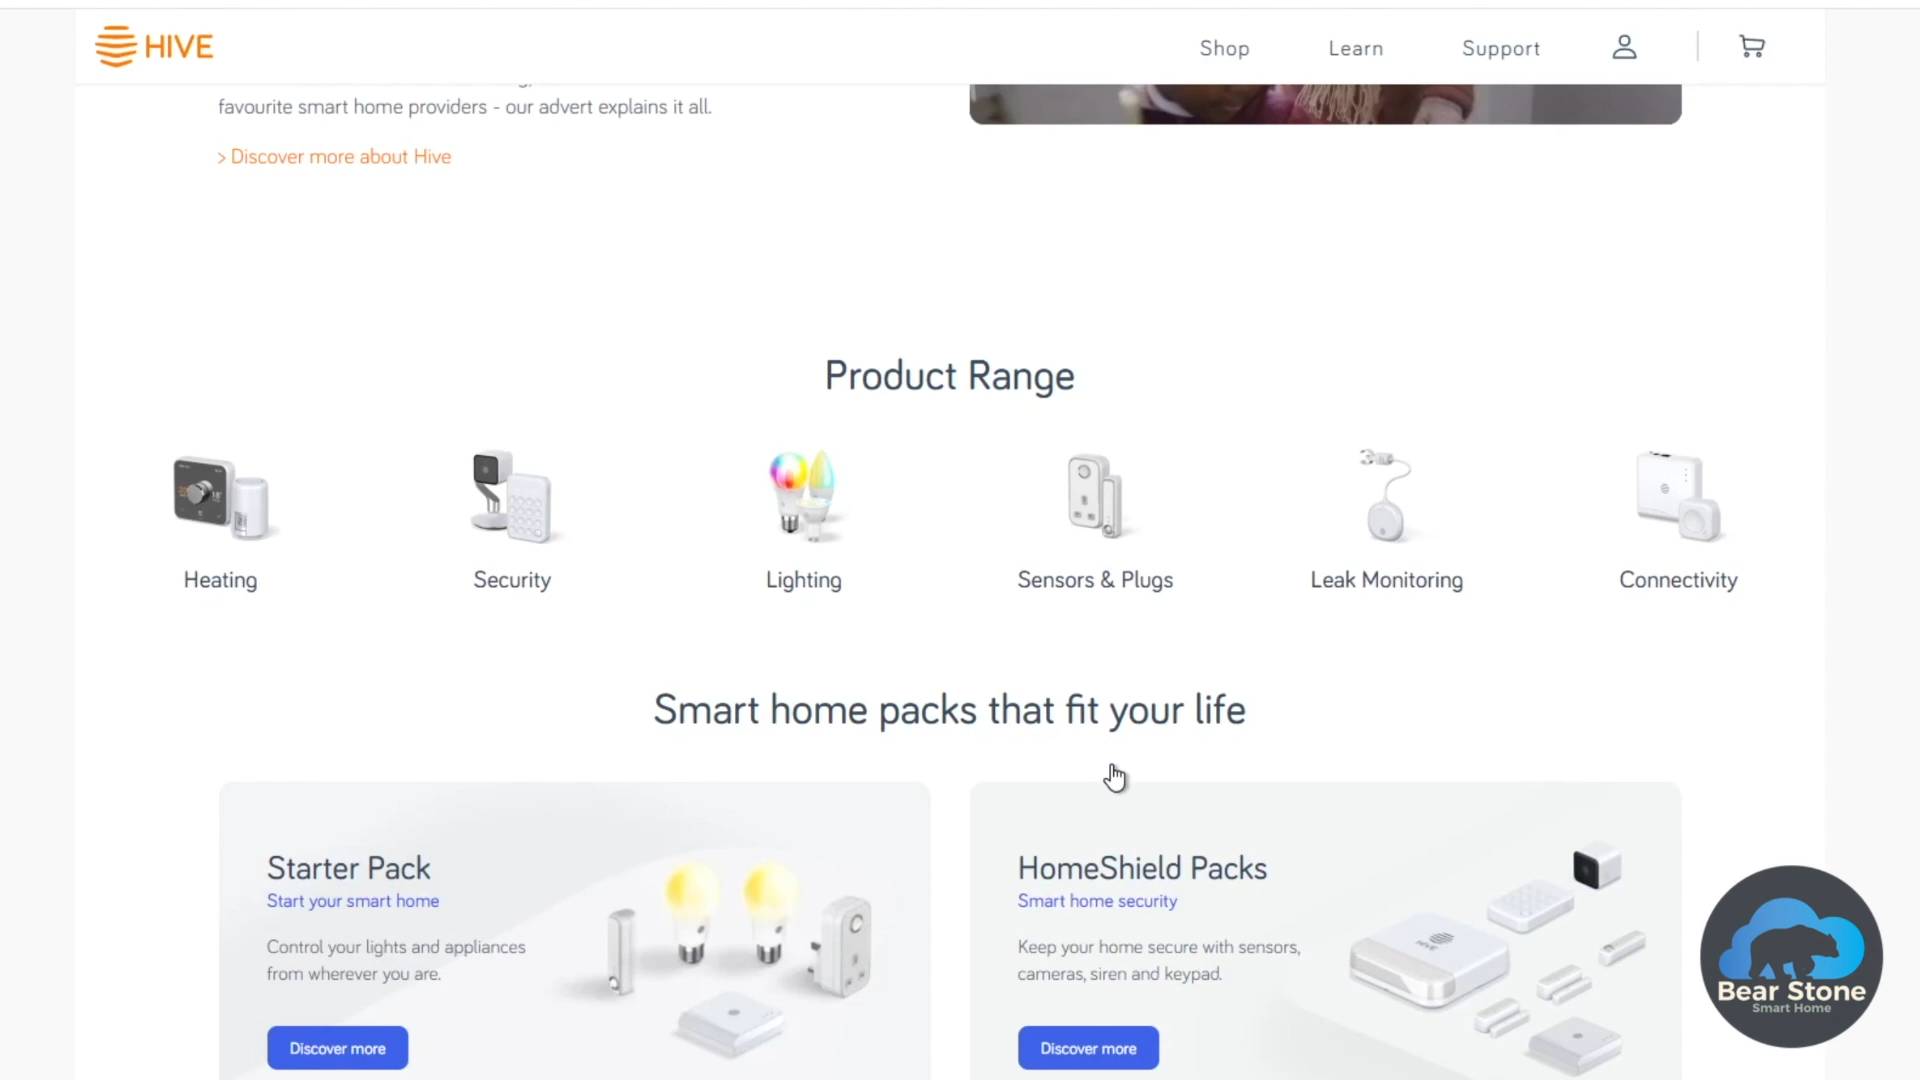 HIVE
Shop
Learn
Support
favourite smart home providers - our advert explains it all.
> Discover more about Hive
Product Range
Heating
Security
Lighting
Sensors & Plugs
Leak Monitoring
Connectivity
Smart home packs that fit your life
Starter Pack
Start your smart home
Control your lights and appliances
from wherever you are.
Discover more
HomeShield Packs
Smart home security
Keep your home secure with sensors,
cameras, siren and keypad.
Discover more
HIVE
Bear Stone
Smart Home